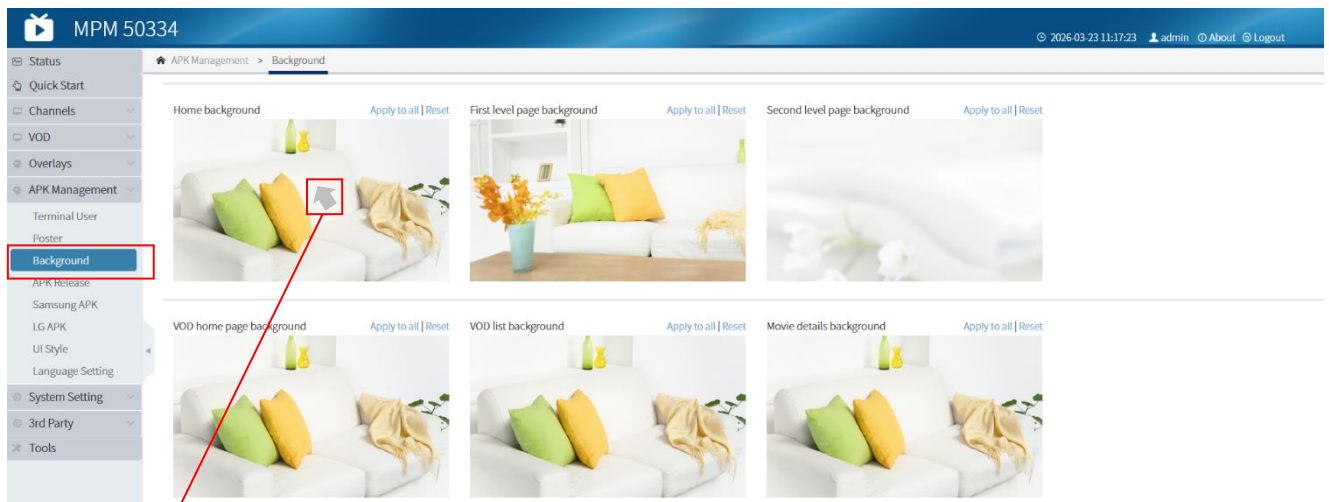 MPM 50334
2026-03-23 11:17:23 admin About Logout
Status
Quick Start
Channels
VOD
Overlays
APK Management
Terminal User
Poster
Background
APK Release
Samsung APK
LG APK
UI Style
Language Setting
System Setting
3rd Party
Tools
APK Management > Background
Home background Apply to all | Reset
First level page background Apply to all | Reset
Second level page background Apply to all | Reset
VOD home page background Apply to all | Reset
VOD list background Apply to all | Reset
Movie details background Apply to all | Reset